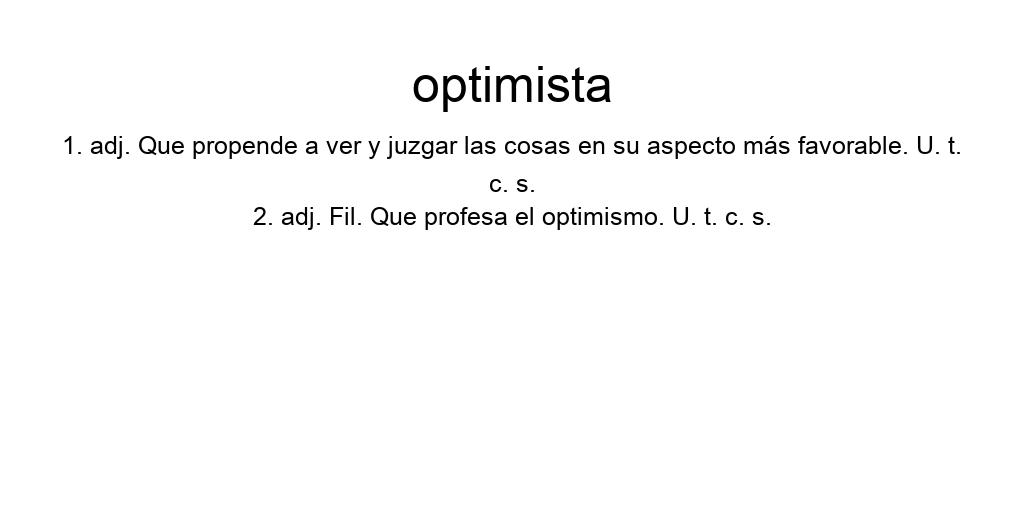 optimista
1. adj. Que propende a ver y juzgar las cosas en su aspecto más favorable. U. t.
c. s.
2. adj. Fil. Que profesa el optimismo. U. t. c. s.